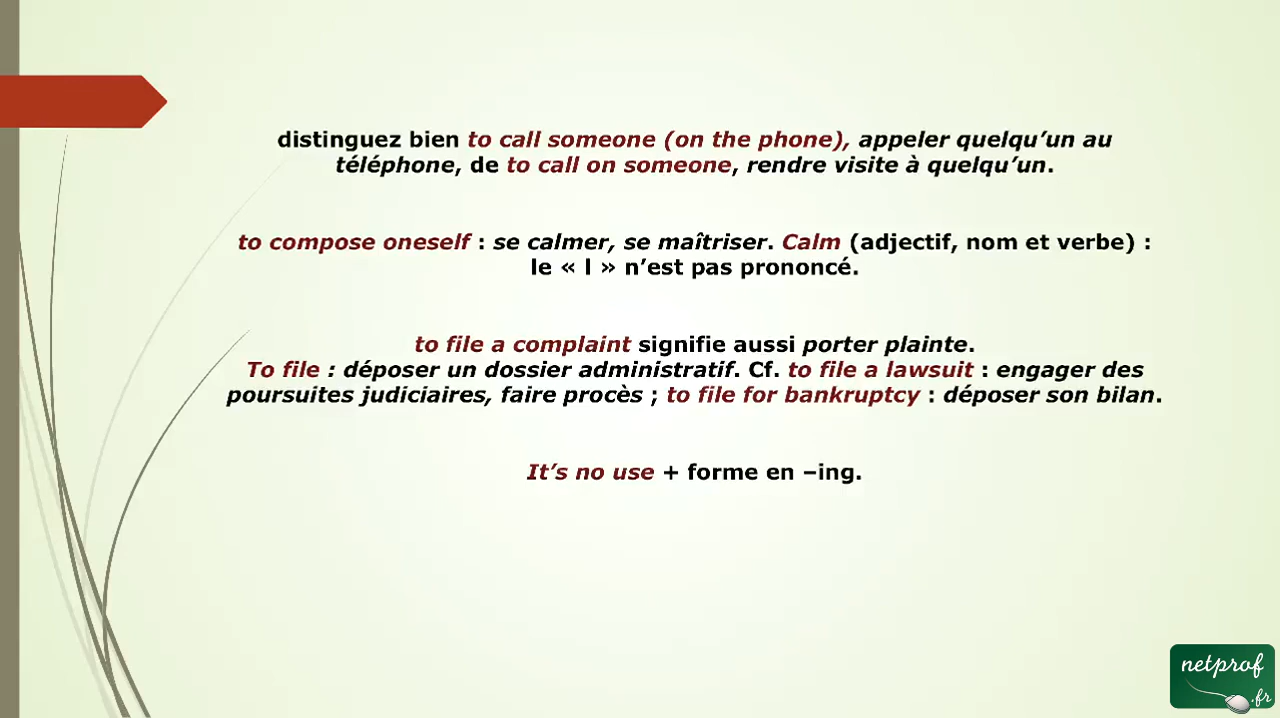 distinguez bien to call someone (on the phone), appeler quelqu’un au
téléphone, de to call on someone, rendre visite à quelqu’un.
to compose oneself : se calmer, se maîtriser. Calm (adjectif, nom et verbe) :
le « l » n’est pas prononcé.
to file a complaint signifie aussi porter plainte.
To file : déposer un dossier administratif. Cf. to file a lawsuit : engager des
poursuites judiciaires, faire procès ; to file for bankruptcy : déposer son bilan.
It’s no use + forme en –ing.
netprof
.fr